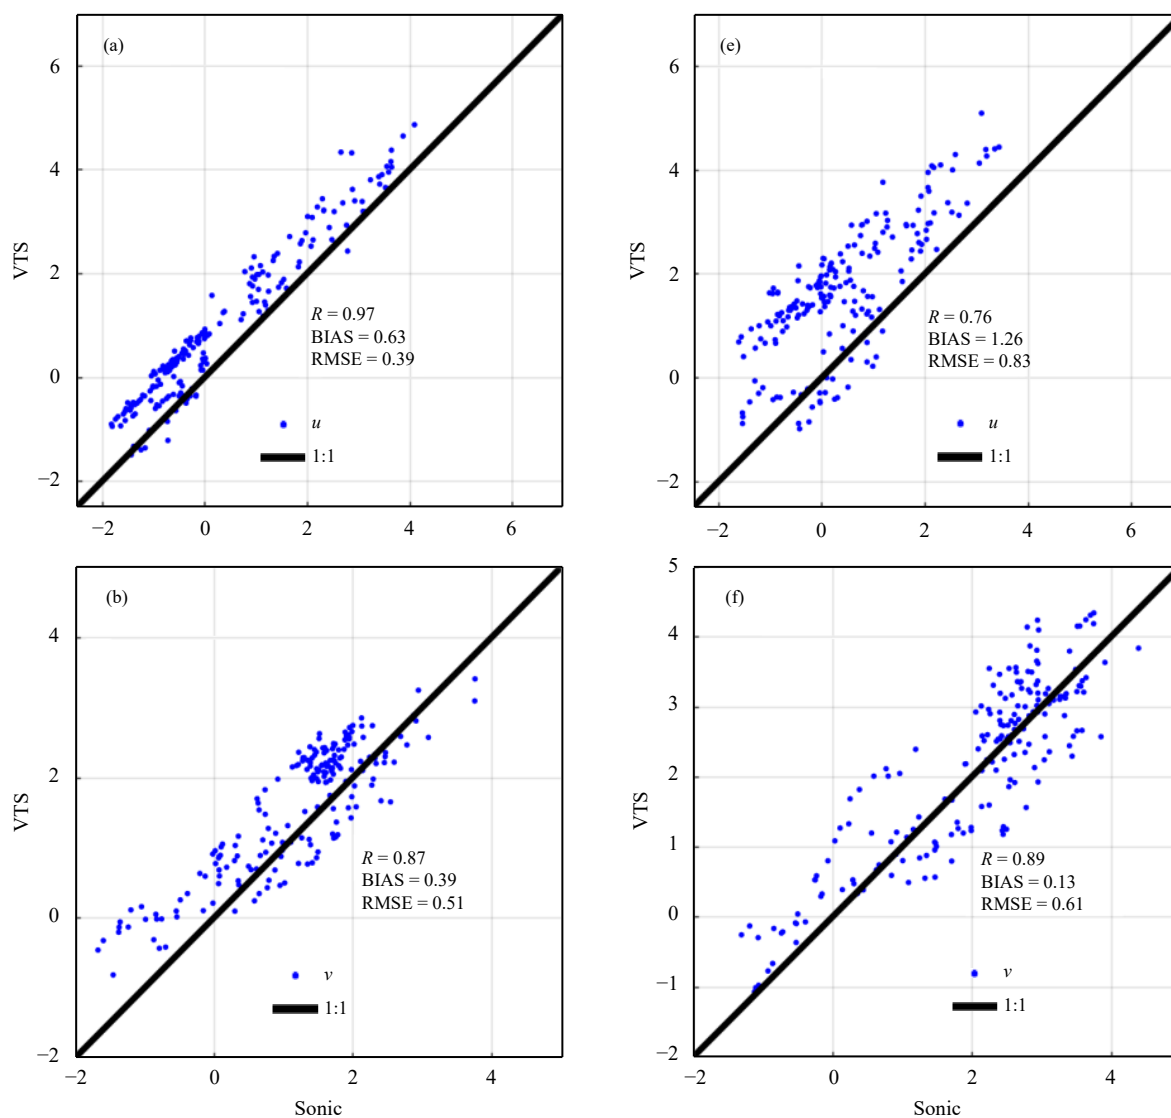 (a)
6
4
2
0
−2
VTS
R = 0.97
BIAS = 0.63
RMSE = 0.39
u
1:1
−2 0 2 4 6
(e)
6
4
2
0
−2
VTS
R = 0.76
BIAS = 1.26
RMSE = 0.83
u
1:1
−2 0 2 4 6
(b)
4
2
0
−2
VTS
R = 0.87
BIAS = 0.39
RMSE = 0.51
v
1:1
−2 0 2 4
Sonic
(f)
5
4
3
2
1
0
−1
−2
VTS
R = 0.89
BIAS = 0.13
RMSE = 0.61
v
1:1
−2 0 2 4
Sonic